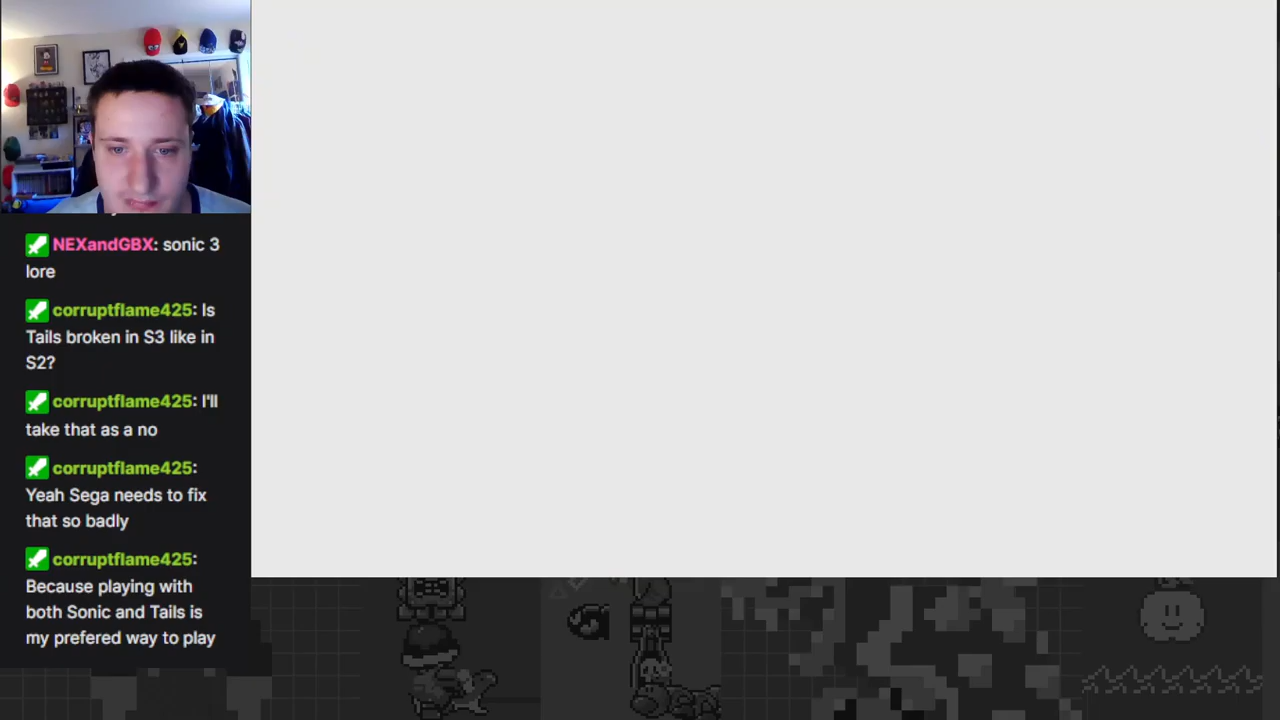 NEXandGBX: sonic 3
lore
corruptflame425: Is
Tails broken in S3 like in
S2?
corruptflame425: I'll
take that as a no
corruptflame425:
Yeah Sega needs to fix
that so badly
corruptflame425:
Because playing with
both Sonic and Tails is
my prefered way to play